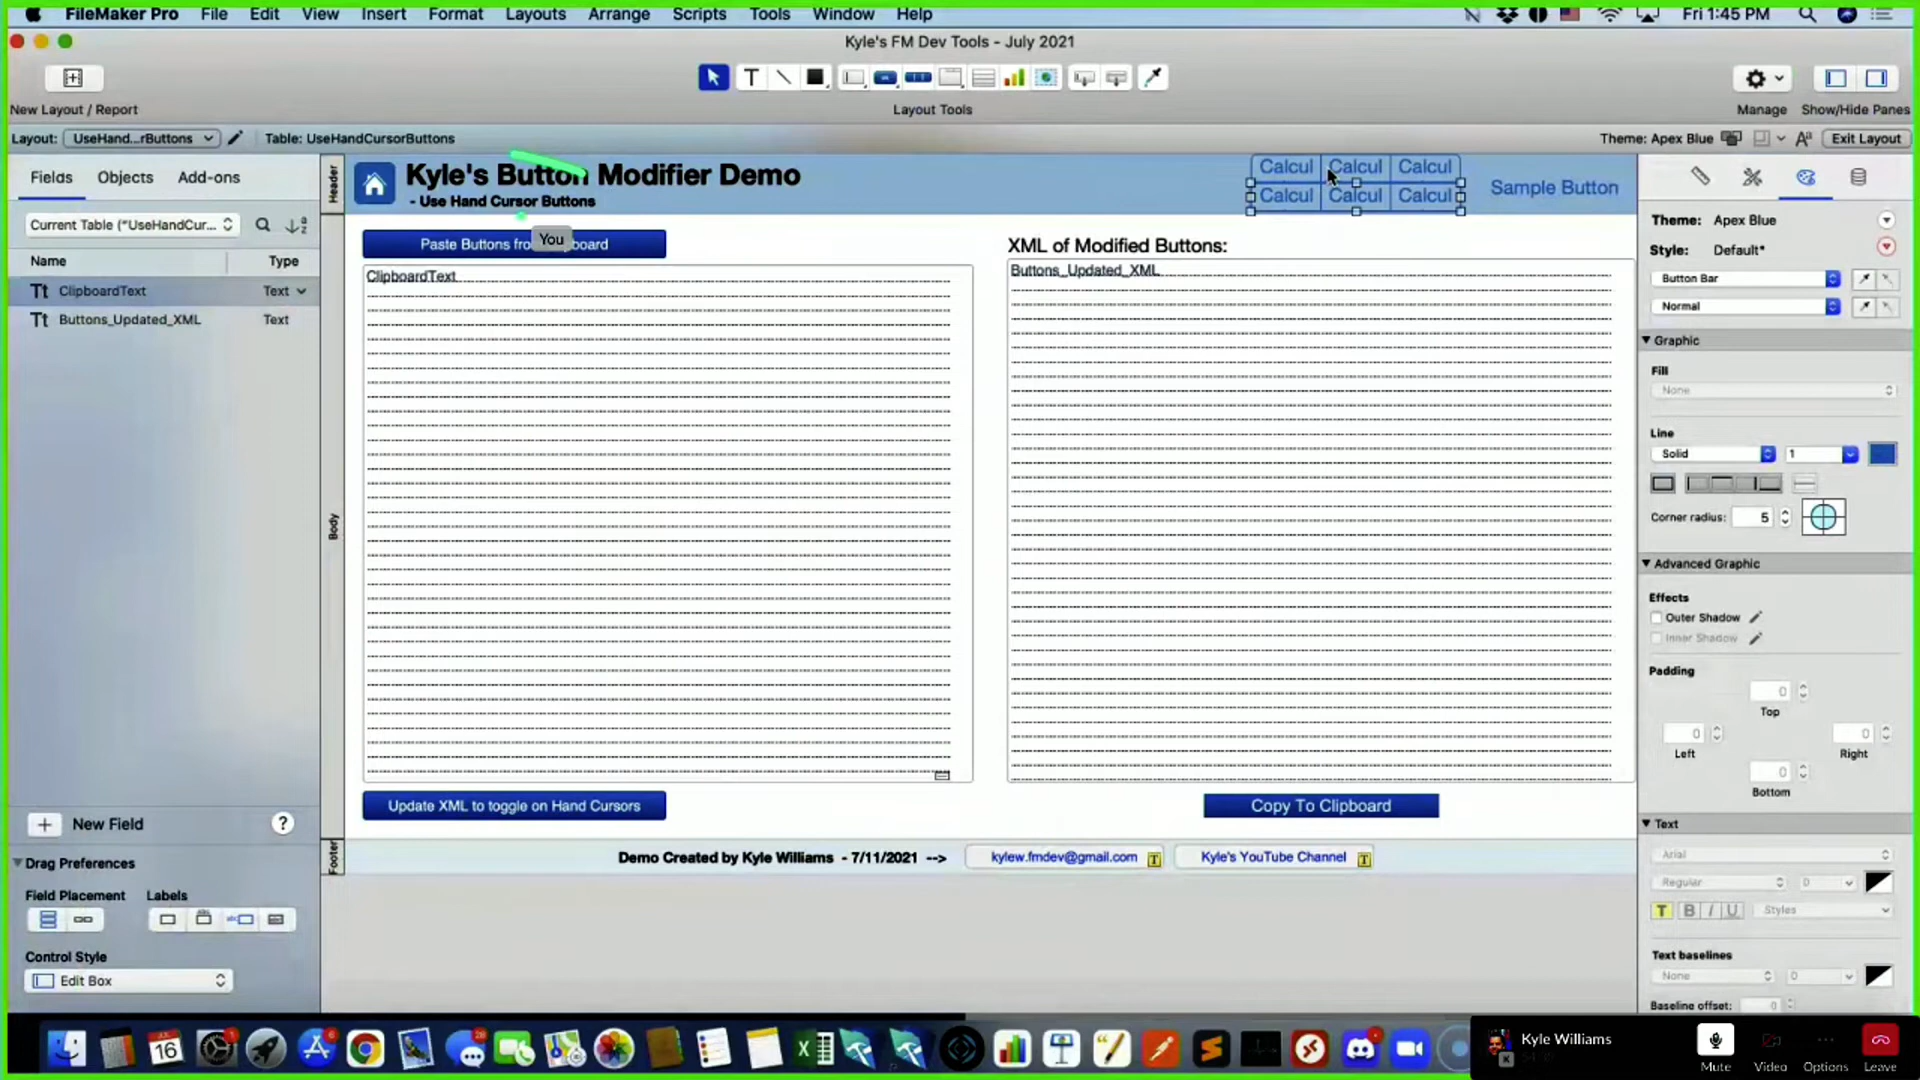 FileMaker Pro File Edit View Insert Format Layouts Arrange Scripts Tools Window Help Fri 1:45 PM
Kyle's FM Dev Tools - July 2021
New Layout / Report
Layout Tools
Manage
Show/Hide Panes
Layout: UseHand...rButtons Table: UseHandCursorButtons
Theme: Apex Blue
Exit Layout
Fields Objects Add-ons
Current Table ("UseHandCur...
Name Type
Tt ClipboardText Text
Tt Buttons_Updated_XML Text
New Field ?
Drag Preferences
Field Placement Labels
Control Style
Edit Box
Header
Body
Footer
Kyle's Button Modifier Demo
- Use Hand Cursor Buttons
Calcul Calcul Calcul
Calcul Calcul Calcul
Sample Button
You
Paste Buttons from
XML of Modified Buttons:
ClipboardText
Buttons_Updated_XML
Update XML to toggle on Hand Cursors
Copy To Clipboard
Demo Created by Kyle Williams - 7/11/2021 -->
kylew.fmdev@gmail.com T
Kyle's YouTube Channel T
Theme: Apex Blue
Style: Default*
Button Bar
Normal
Graphic
Fill
None
Line
Solid 1
Corner radius: 5
Advanced Graphic
Effects
Outer Shadow
Inner Shadow
Padding
0
Top
0 0
Left Right
0
Bottom
Text
Arial
Regular 0
T B I U Styles
Text baselines
None 0
Baseline offset: 0
JUL
16
Kyle Williams
K
Mute Video Options Leave